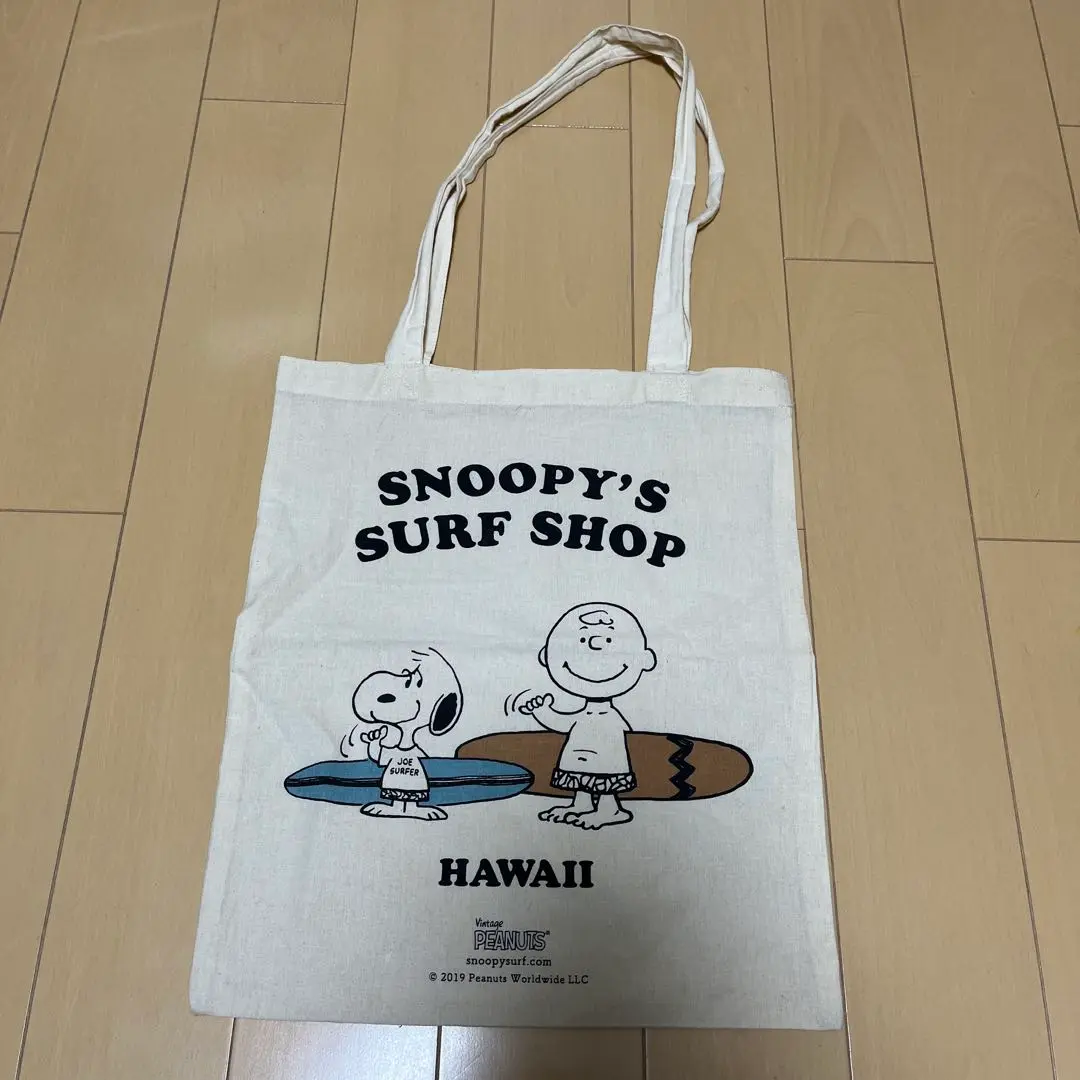 SNOOPY'S
SURF SHOP
JOE
SURFER
HAWAII
Vintage
PEANUTS®
snoopysurf.com
© 2019 Peanuts Worldwide LLC